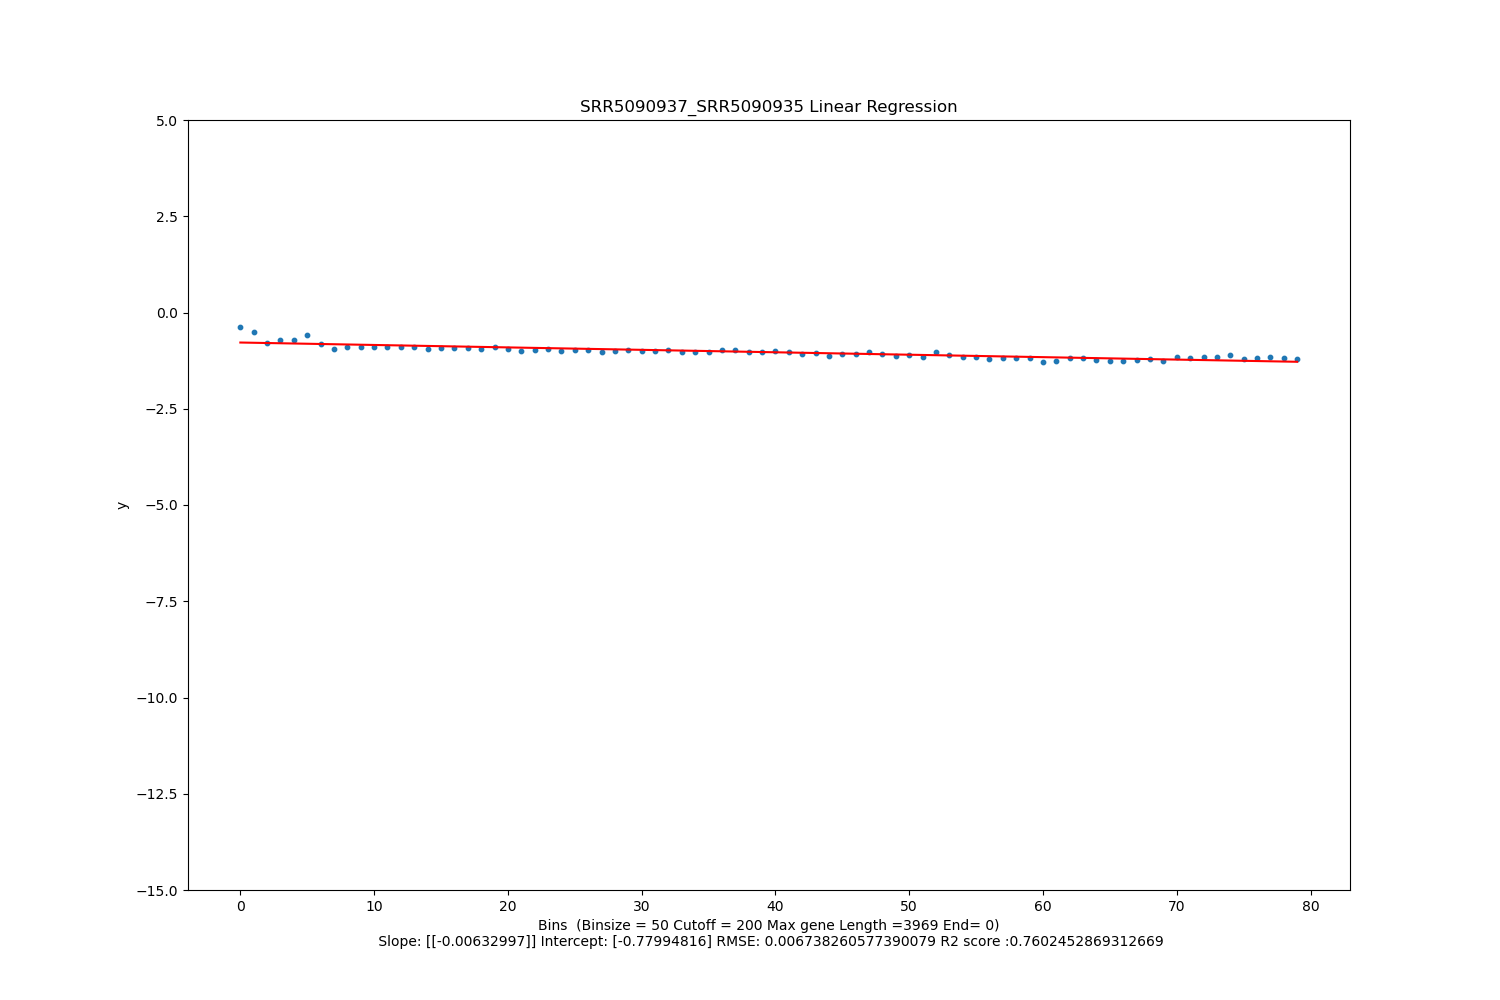 SRR5090937_SRR5090935 Linear Regression
5.0
2.5
0.0
−2.5
−5.0
−7.5
−10.0
−12.5
−15.0
y
0 10 20 30 40 50 60 70 80
Bins  (Binsize = 50 Cutoff = 200 Max gene Length =3969 End= 0)
Slope: [[-0.00632997]] Intercept: [-0.77994816] RMSE: 0.006738260577390079 R2 score :0.7602452869312669